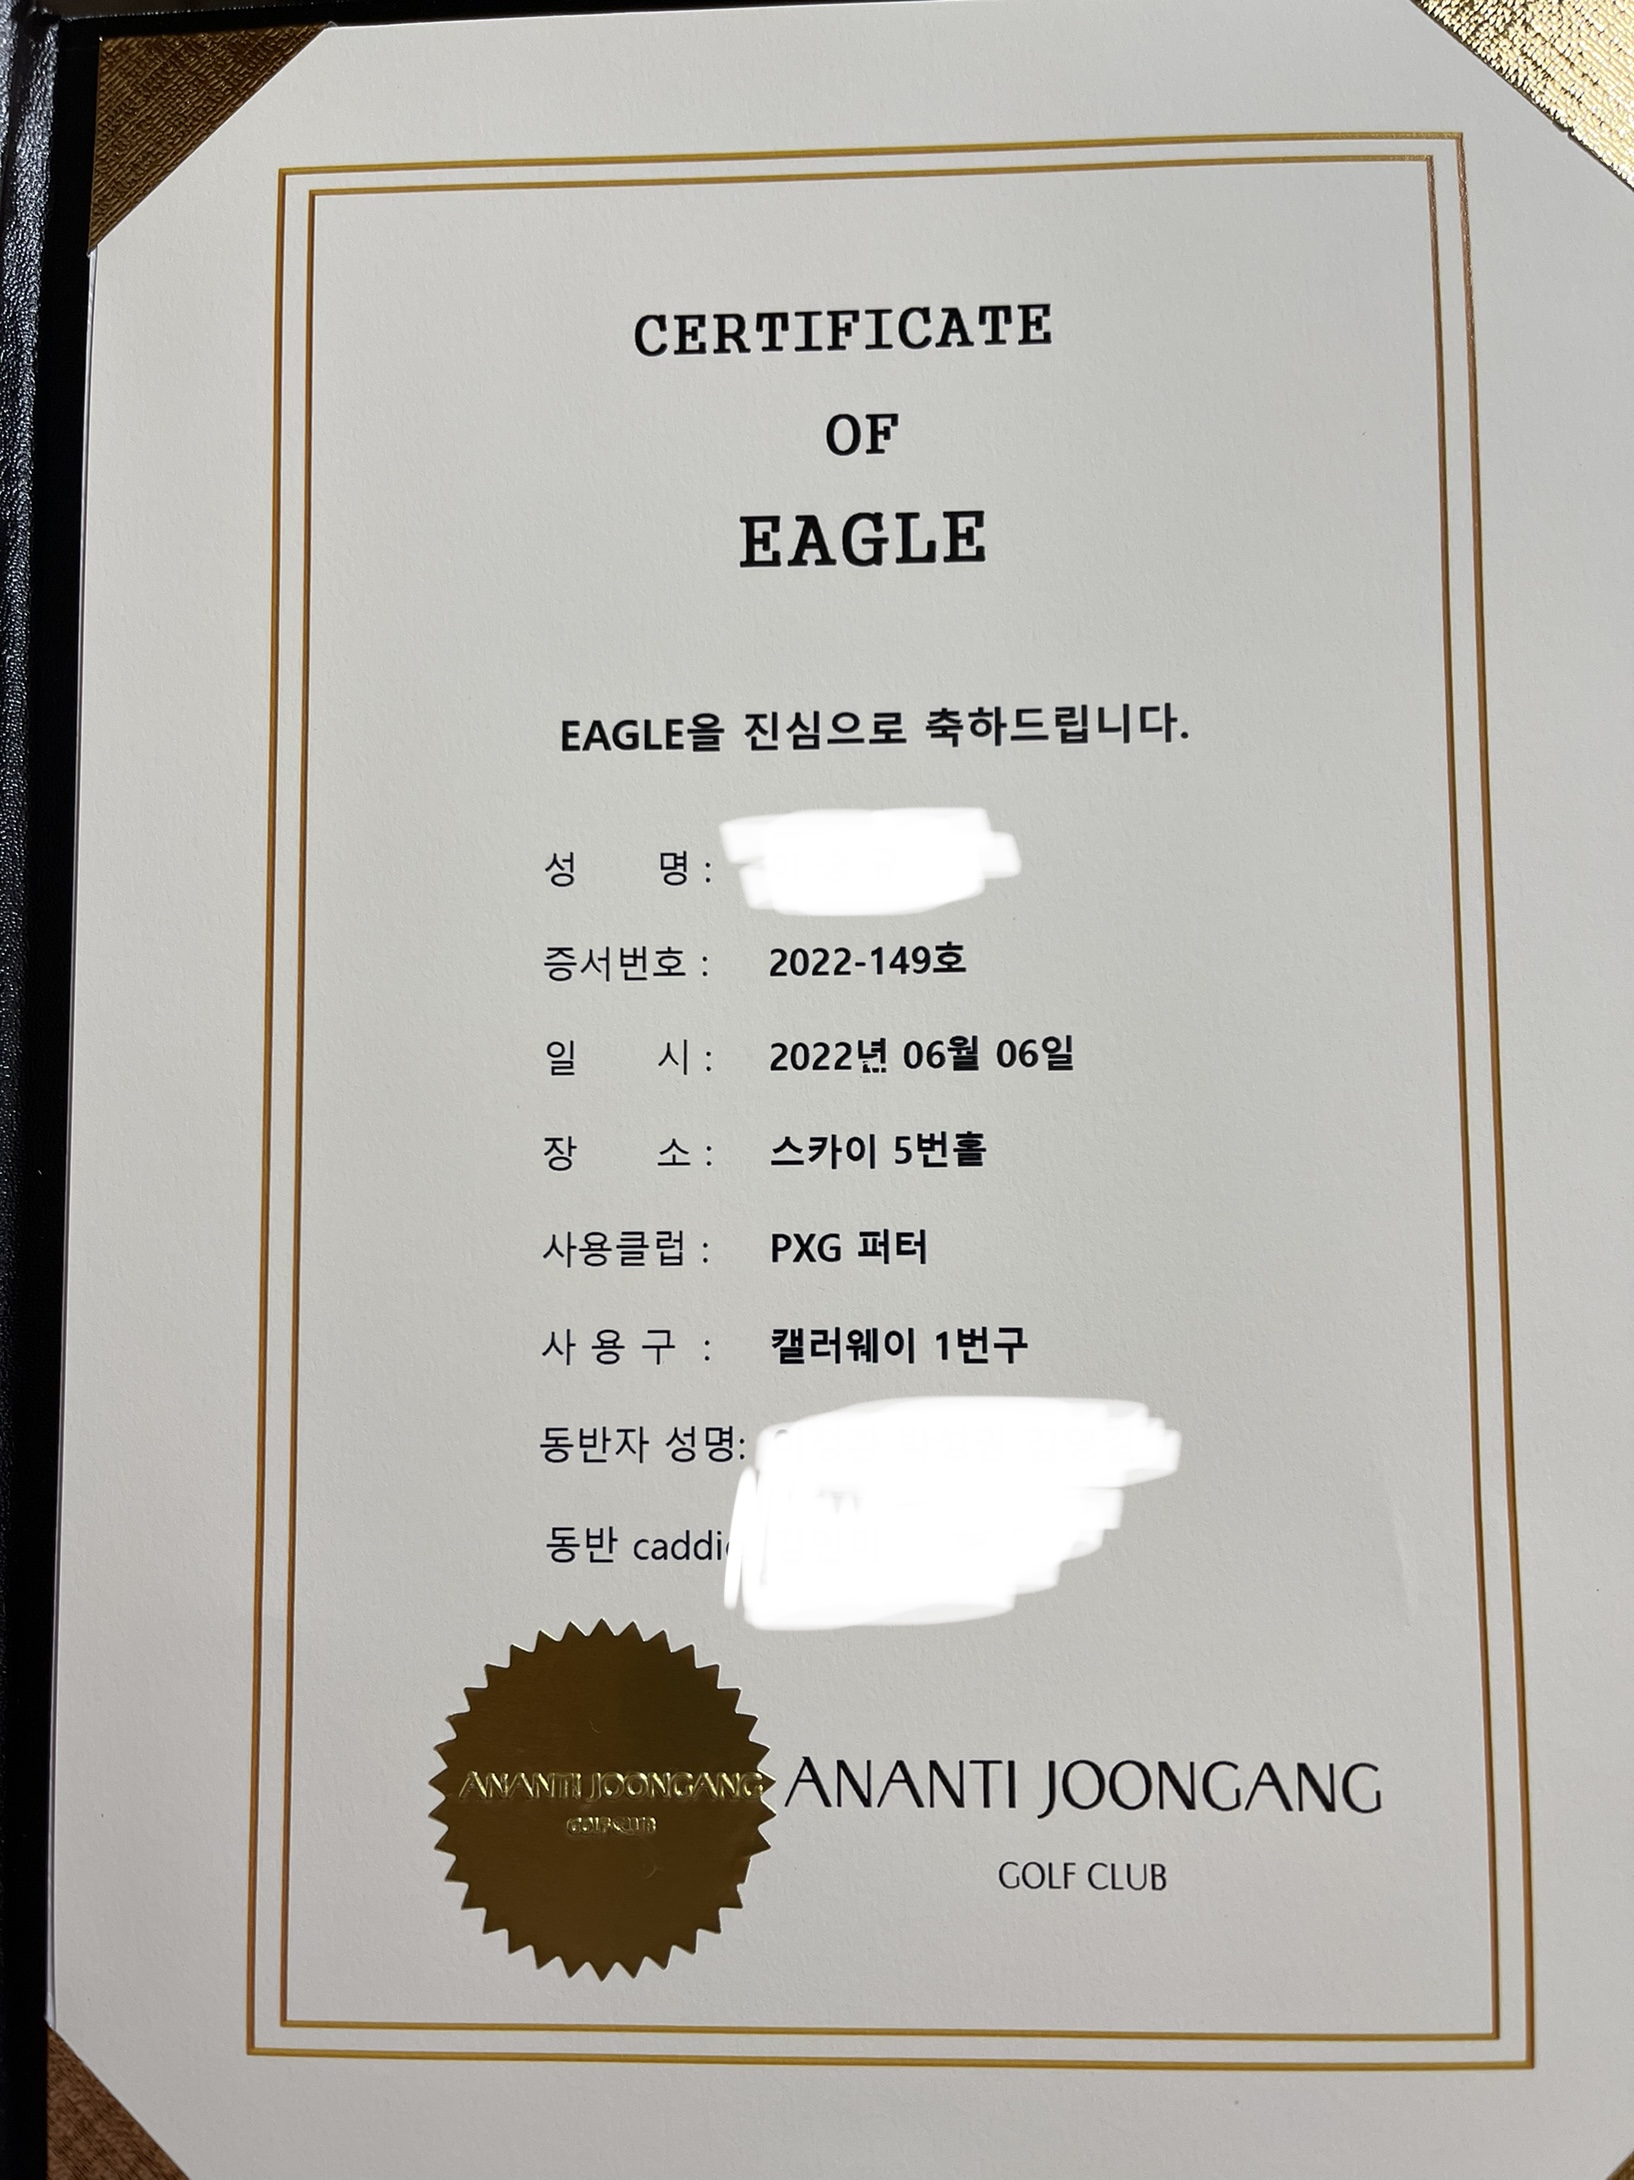 CERTIFICATE
OF
EAGLE
EAGLE을 진심으로 축하드립니다.
성 명 :
증서번호 : 2022-149호
일 시 : 2022년 06월 06일
장 소 : 스카이 5번홀
사용클럽 : PXG 퍼터
사 용 구 : 캘러웨이 1번구
동반자 성명:
동반 caddi
ANANTI JOONGANG
GOLF CLUB
ANANTI JOONGANG
GOLF CLUB